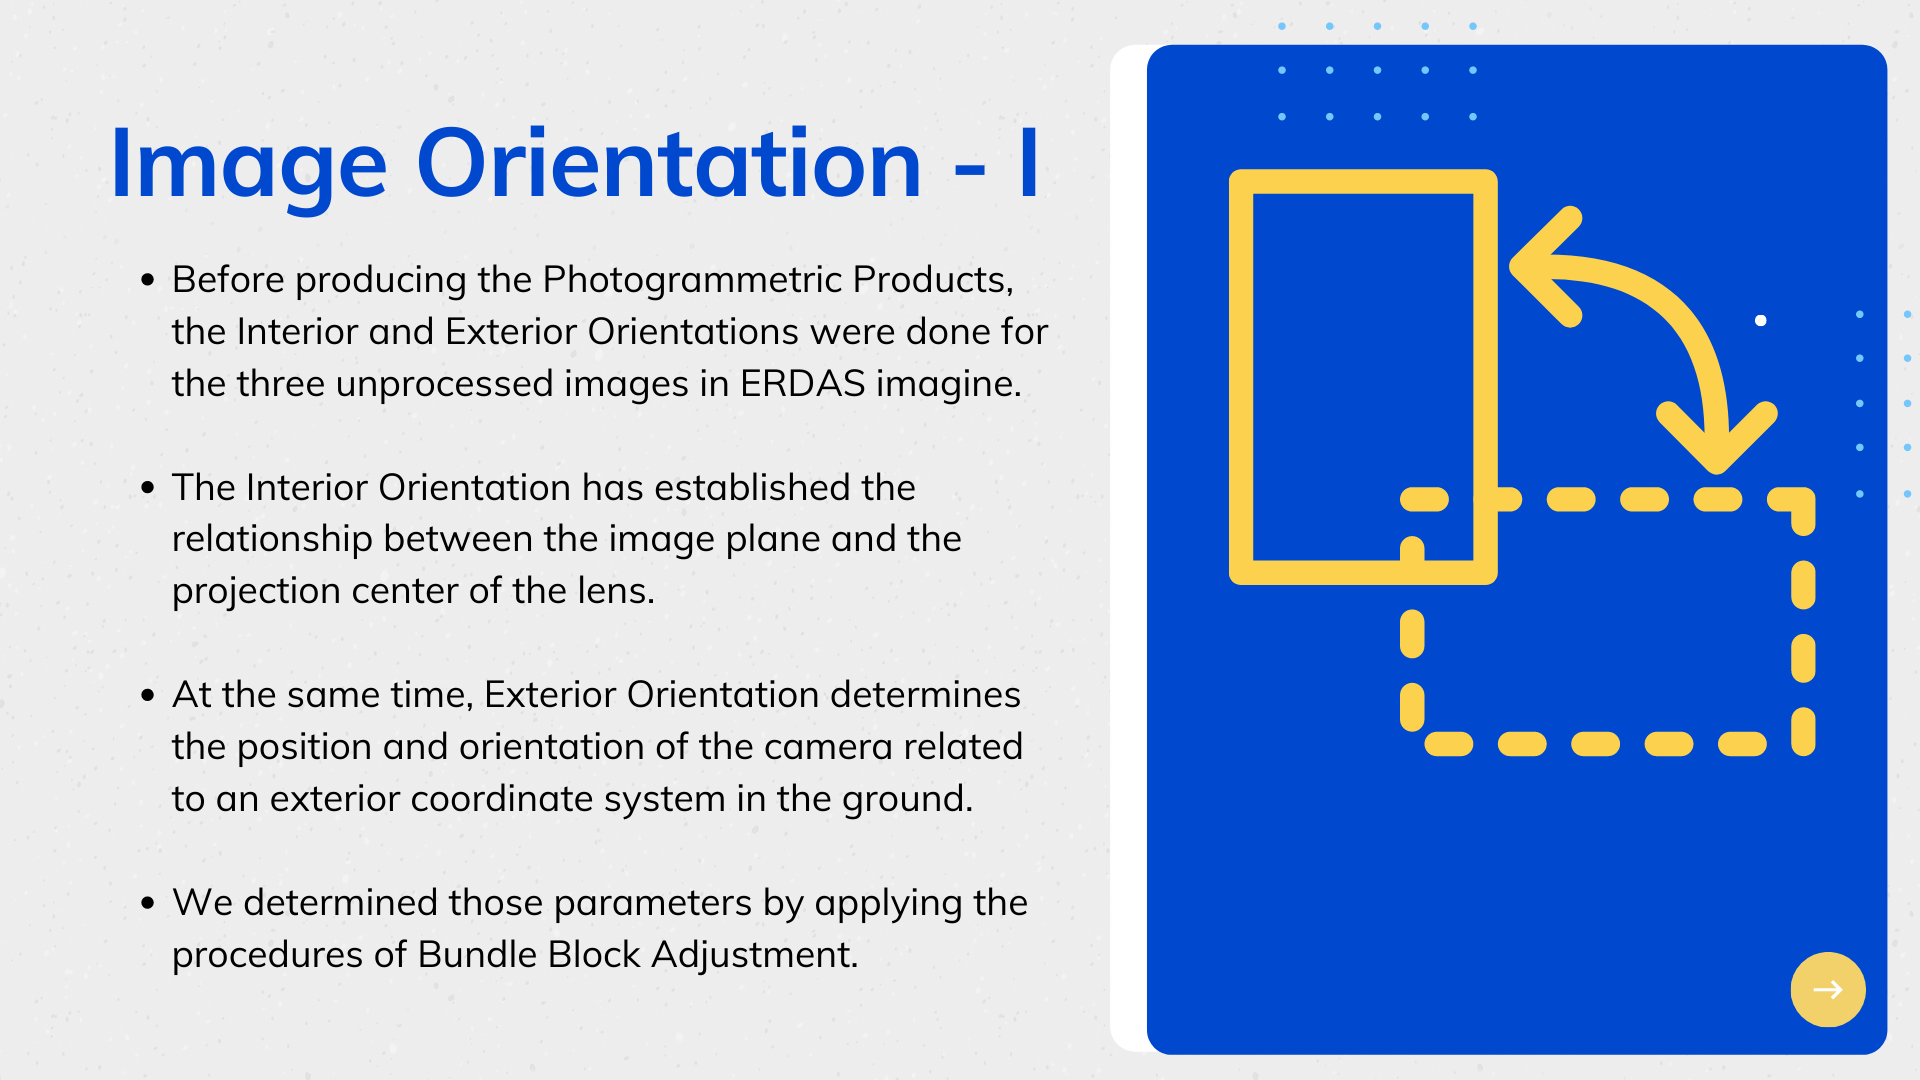 Image Orientation - I
• Before producing the Photogrammetric Products,
the Interior and Exterior Orientations were done for
the three unprocessed images in ERDAS imagine.
• The Interior Orientation has established the
relationship between the image plane and the
projection center of the lens.
• At the same time, Exterior Orientation determines
the position and orientation of the camera related
to an exterior coordinate system in the ground.
• We determined those parameters by applying the
procedures of Bundle Block Adjustment.